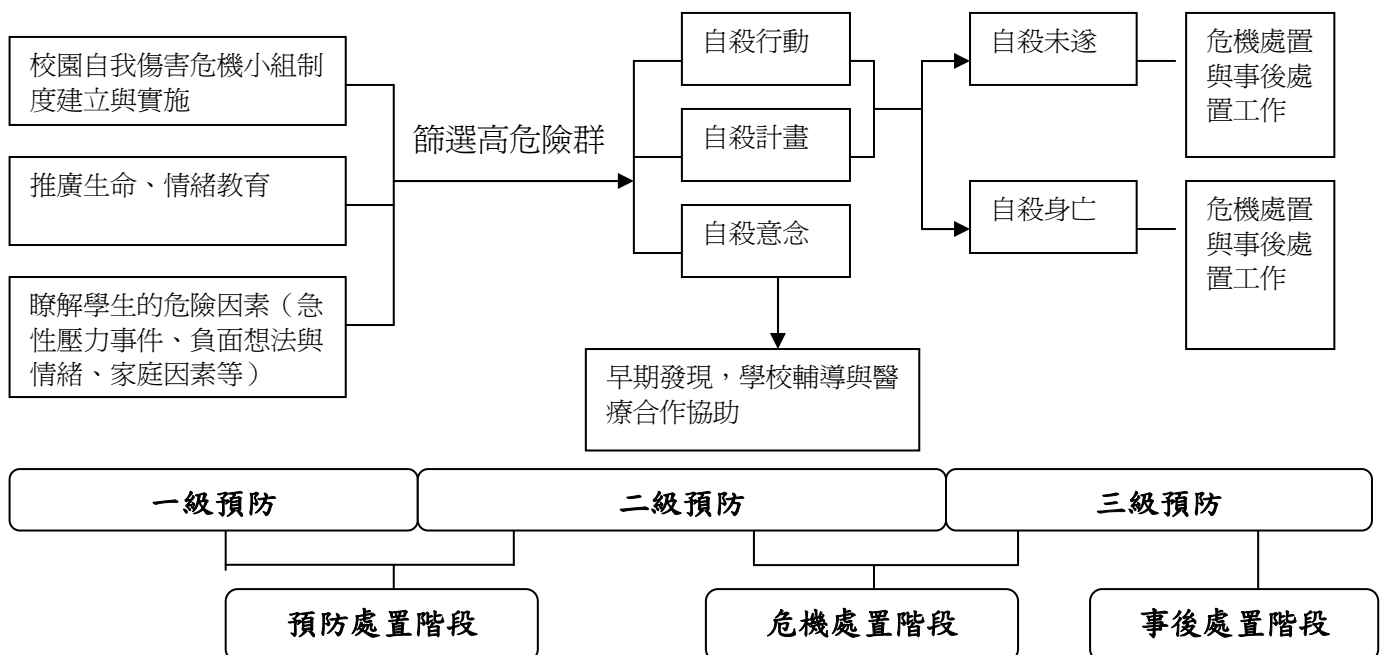 校園自我傷害危機小組制
度建立與實施
推廣生命、情緒教育
瞭解學生的危險因素(急
性壓力事件、負面想法與
情緒、家庭因素等)
篩選高危險群
自殺行動
自殺計畫
自殺意念
早期發現,學校輔導與醫
療合作協助
自殺未遂
危機處置
與事後處
置工作
自殺身亡
危機處置
與事後處
置工作
一級預防
二級預防
三級預防
預防處置階段
危機處置階段
事後處置階段